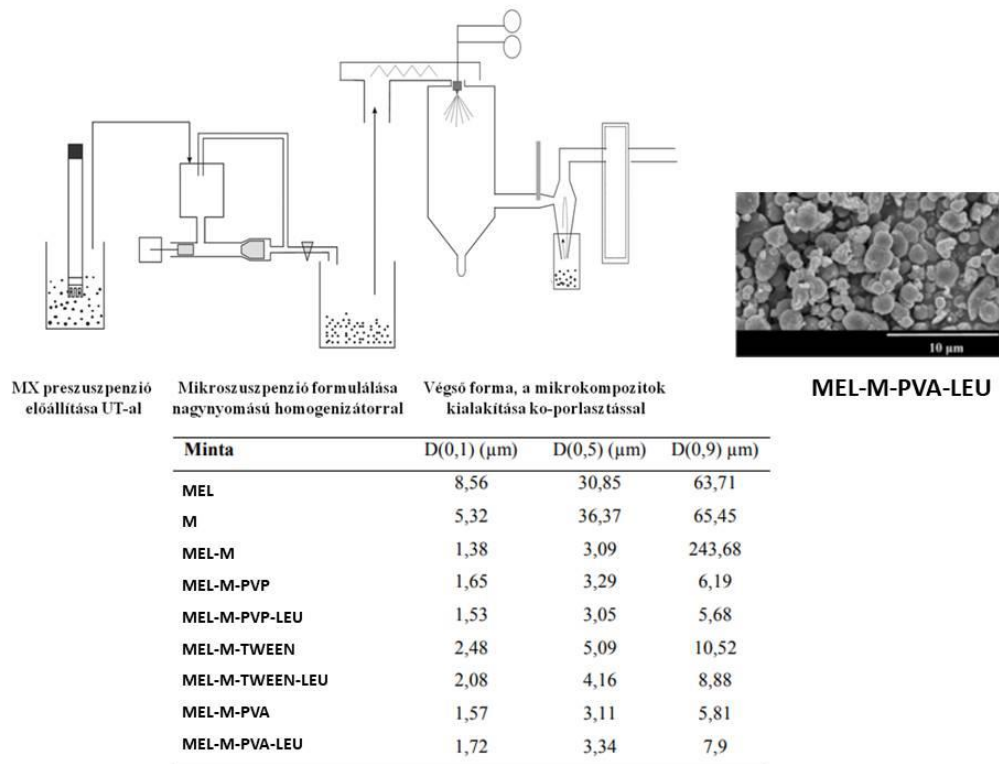 10 µm
MEL-M-PVA-LEU
MX preszuszpenzió
előállítása UT-al
Mikroszuszpenzió formulálása
nagynyomású homogenizátorral
Végső forma, a mikrokompozitok
kialakítása ko-porlasztással
Minta D(0,1) (µm) D(0,5) (µm) D(0,9) µm)
MEL 8,56 30,85 63,71
M 5,32 36,37 65,45
MEL-M 1,38 3,09 243,68
MEL-M-PVP 1,65 3,29 6,19
MEL-M-PVP-LEU 1,53 3,05 5,68
MEL-M-TWEEN 2,48 5,09 10,52
MEL-M-TWEEN-LEU 2,08 4,16 8,88
MEL-M-PVA 1,57 3,11 5,81
MEL-M-PVA-LEU 1,72 3,34 7,9